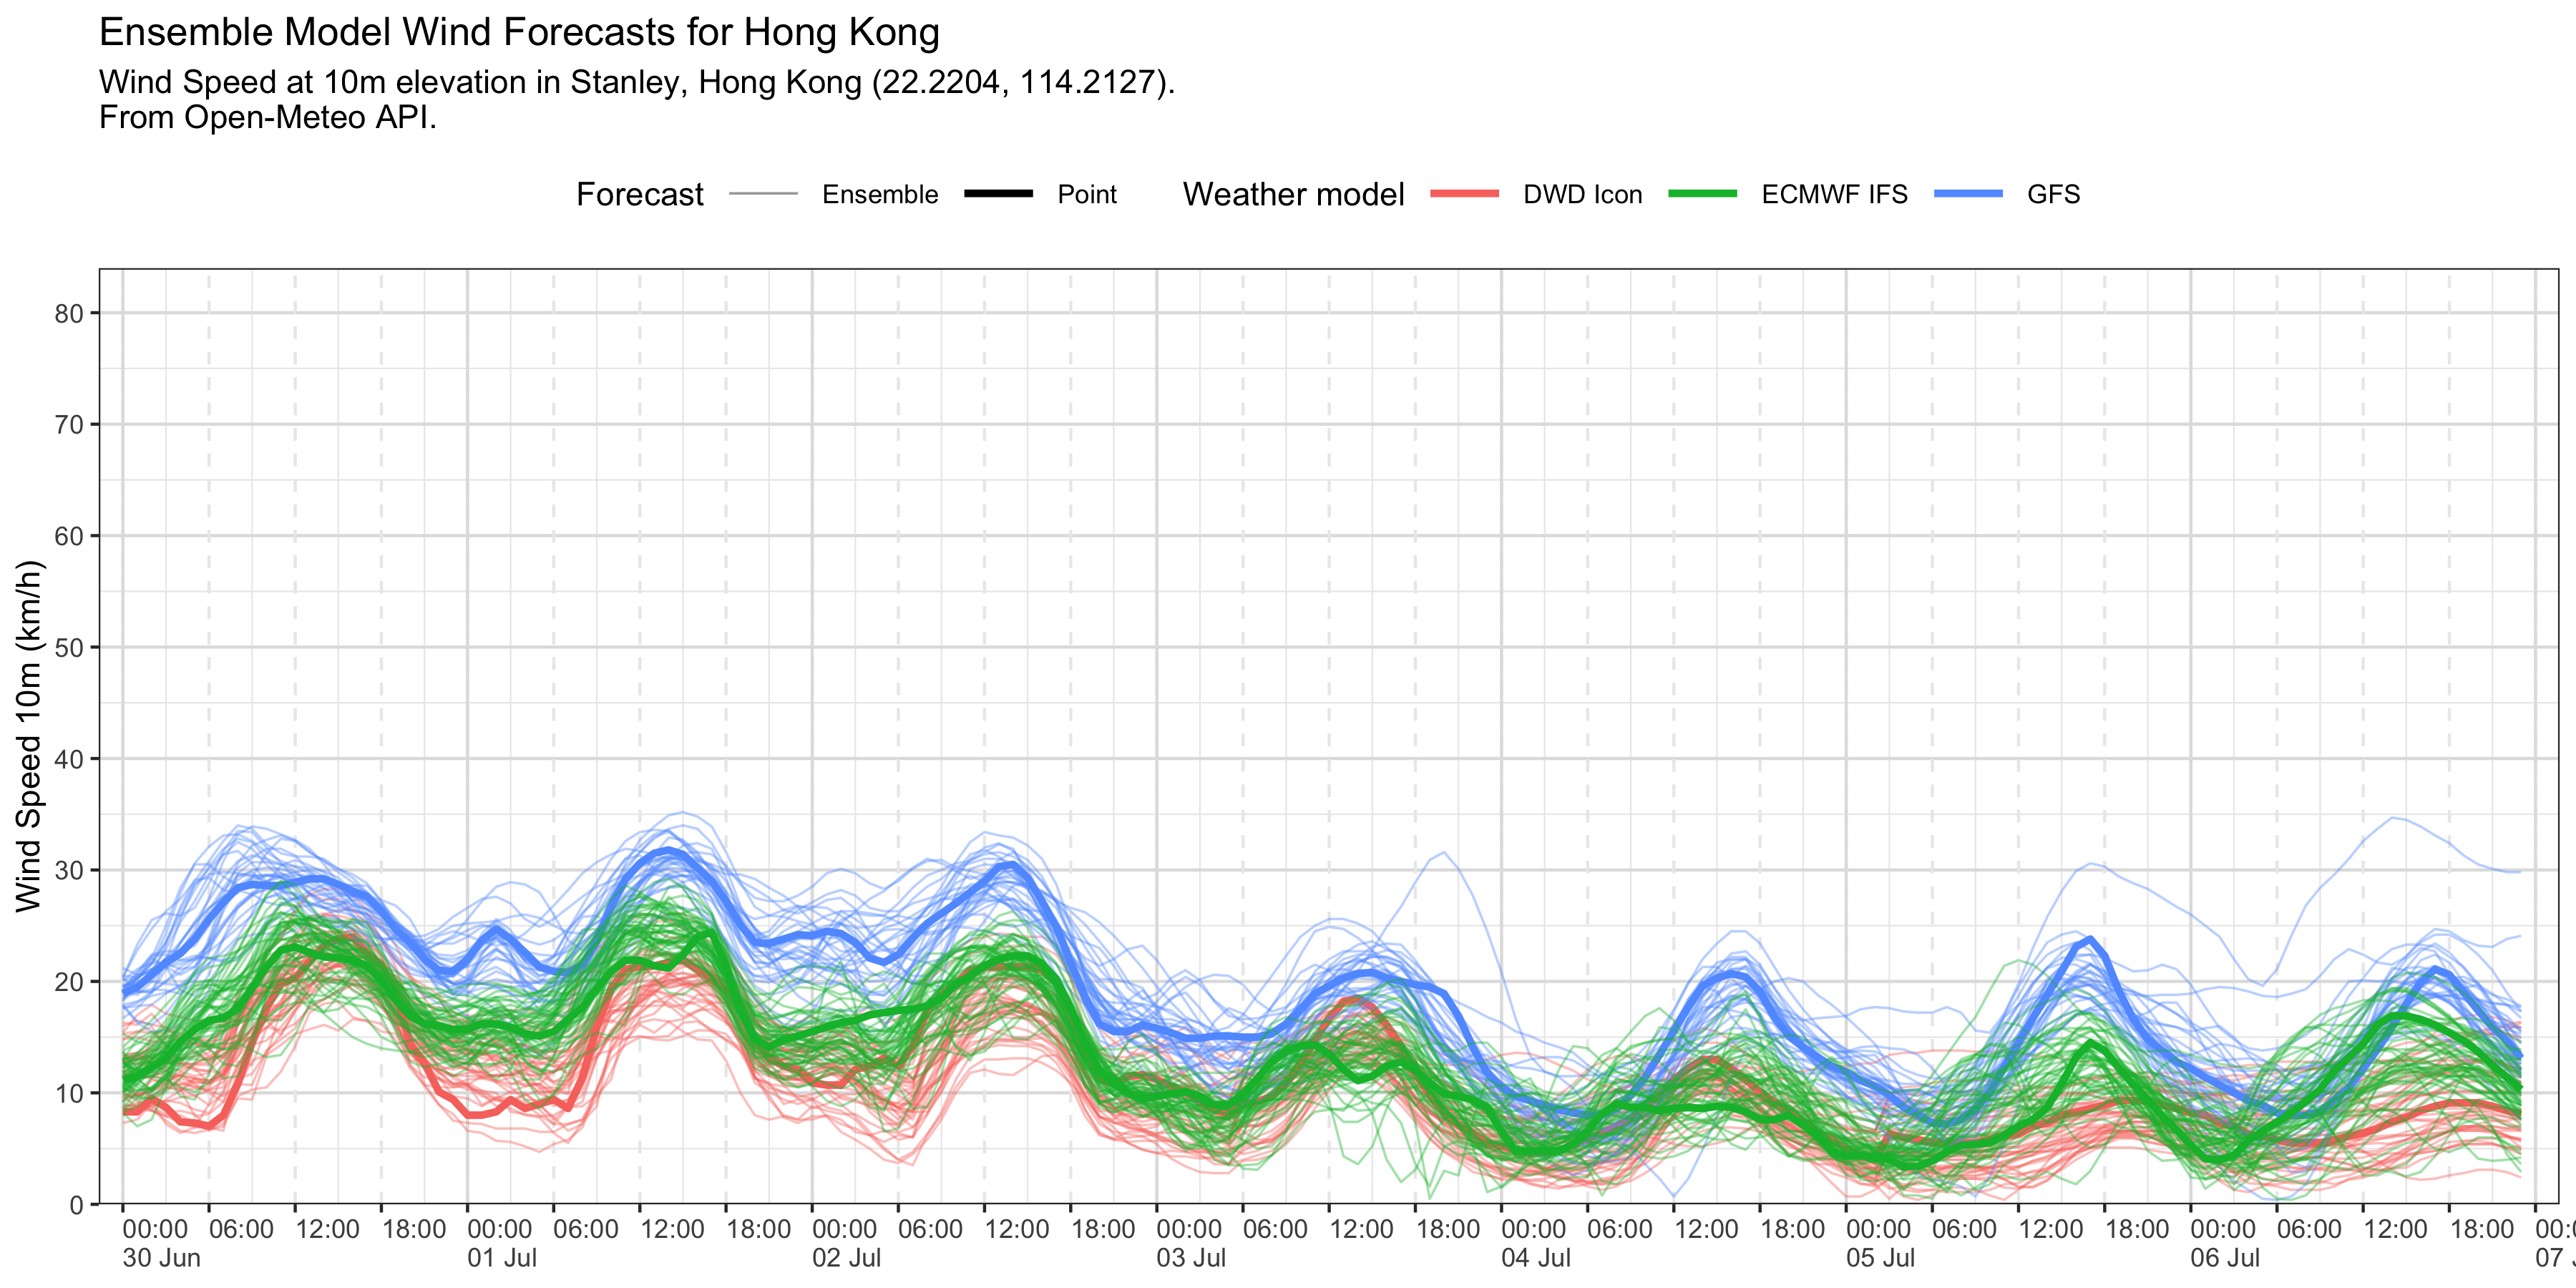 Ensemble Model Wind Forecasts for Hong Kong
Wind Speed at 10m elevation in Stanley, Hong Kong (22.2204, 114.2127).
From Open-Meteo API.
Forecast Ensemble Point Weather model DWD Icon ECMWF IFS GFS
Wind Speed 10m (km/h)
80
70
60
50
40
30
20
10
0
00:00 06:00 12:00 18:00 00:00 06:00 12:00 18:00 00:00 06:00 12:00 18:00 00:00 06:00 12:00 18:00 00:00 06:00 12:00 18:00 00:00 06:00 12:00 18:00 00:00 06:00 12:00 18:00 00:0
30 Jun 01 Jul 02 Jul 03 Jul 04 Jul 05 Jul 06 Jul 07